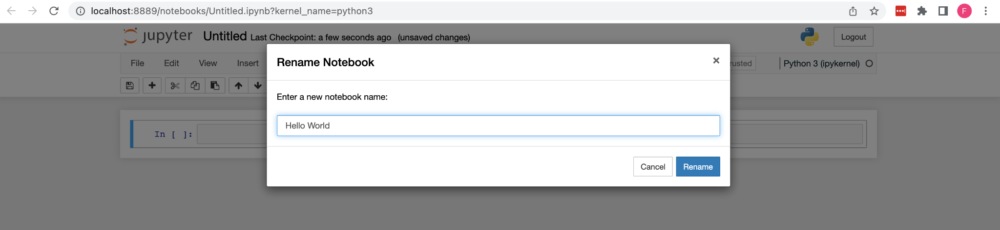 localhost:8889/notebooks/Untitled.ipynb?kernel_name=python3
F
jupyter Untitled Last Checkpoint: a few seconds ago (unsaved changes)
Logout
File Edit View Insert
rusted
Python 3 (ipykernel)
Rename Notebook
Enter a new notebook name:
Hello World
In [ ]:
Cancel Rename